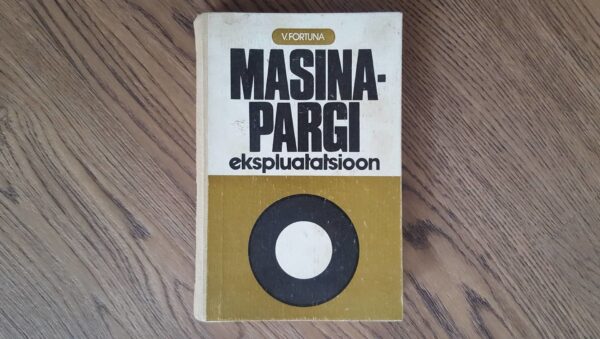 V. FORTUNA
MASINA-
PARGI
ekspluatatsioon